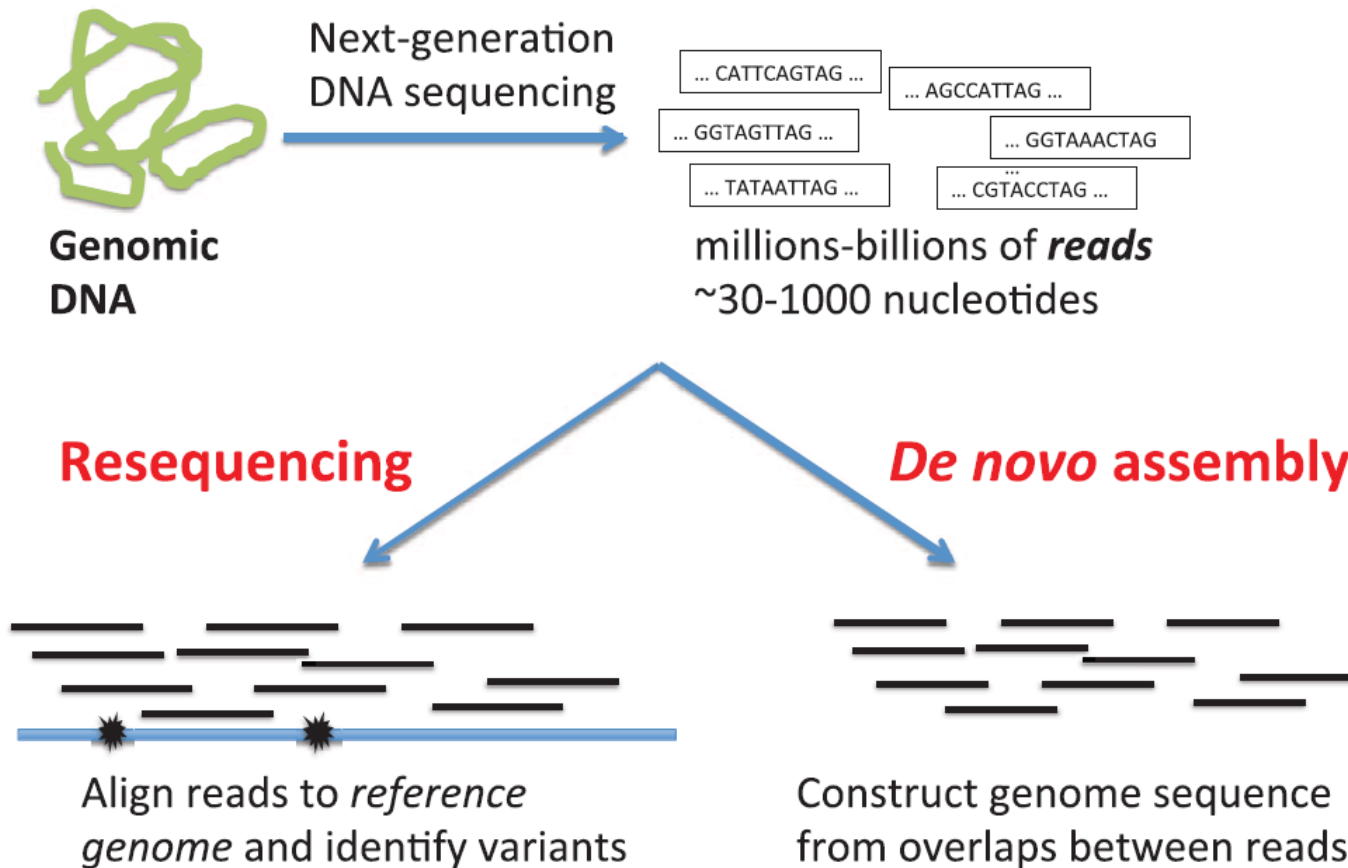 Next-generation
DNA sequencing
... CATTCAGTAG ...
... AGCCATTAG ...
... GGTAGTTAG ...
... GGTAAACTAG
...
... TATAATTAG ...
... CGTACCTAG ...
Genomic
DNA
millions-billions of reads
~30-1000 nucleotides
Resequencing
De novo assembly
Align reads to reference
genome and identify variants
Construct genome sequence
from overlaps between reads